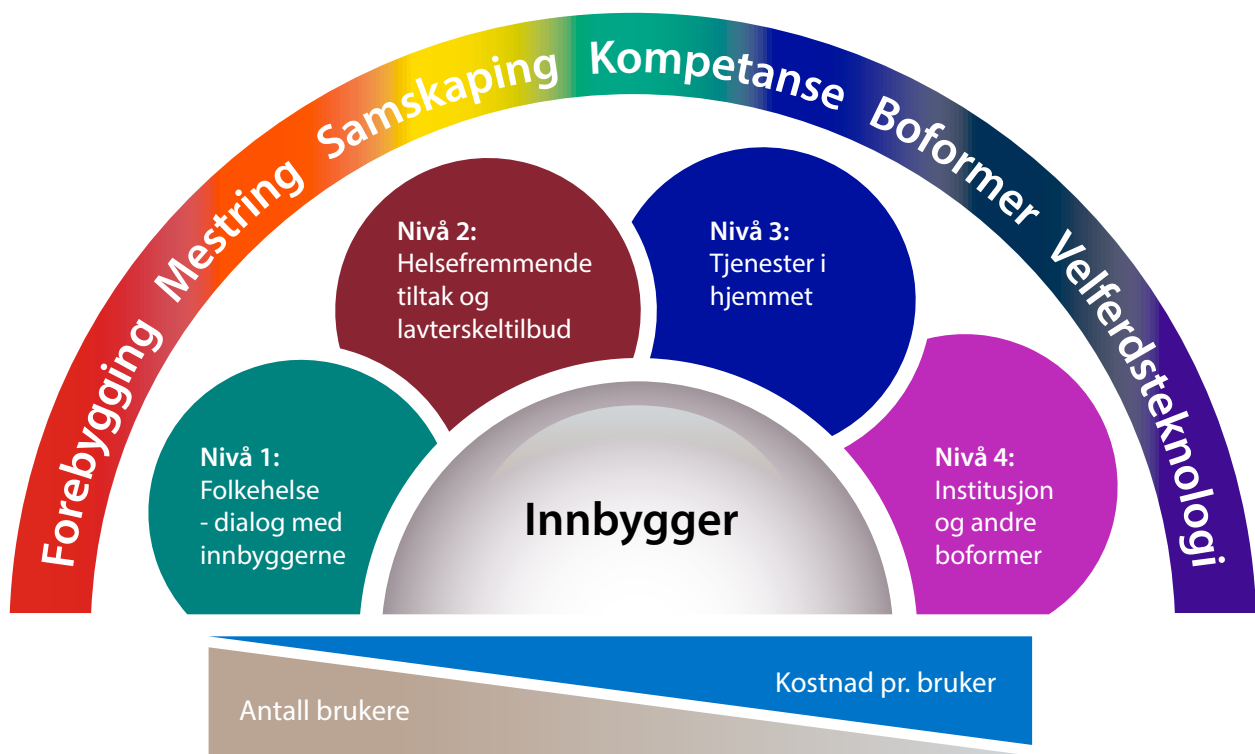 Forebygging Mestring Samskaping Kompetanse Boformer Velferdsteknologi
Nivå 1:
Folkehelse
- dialog med
innbyggerne
Nivå 2:
Helsefremmende
tiltak og
lavterskeltilbud
Nivå 3:
Tjenester i
hjemmet
Nivå 4:
Institusjon
og andre
boformer
Innbygger
Antall brukere
Kostnad pr. bruker